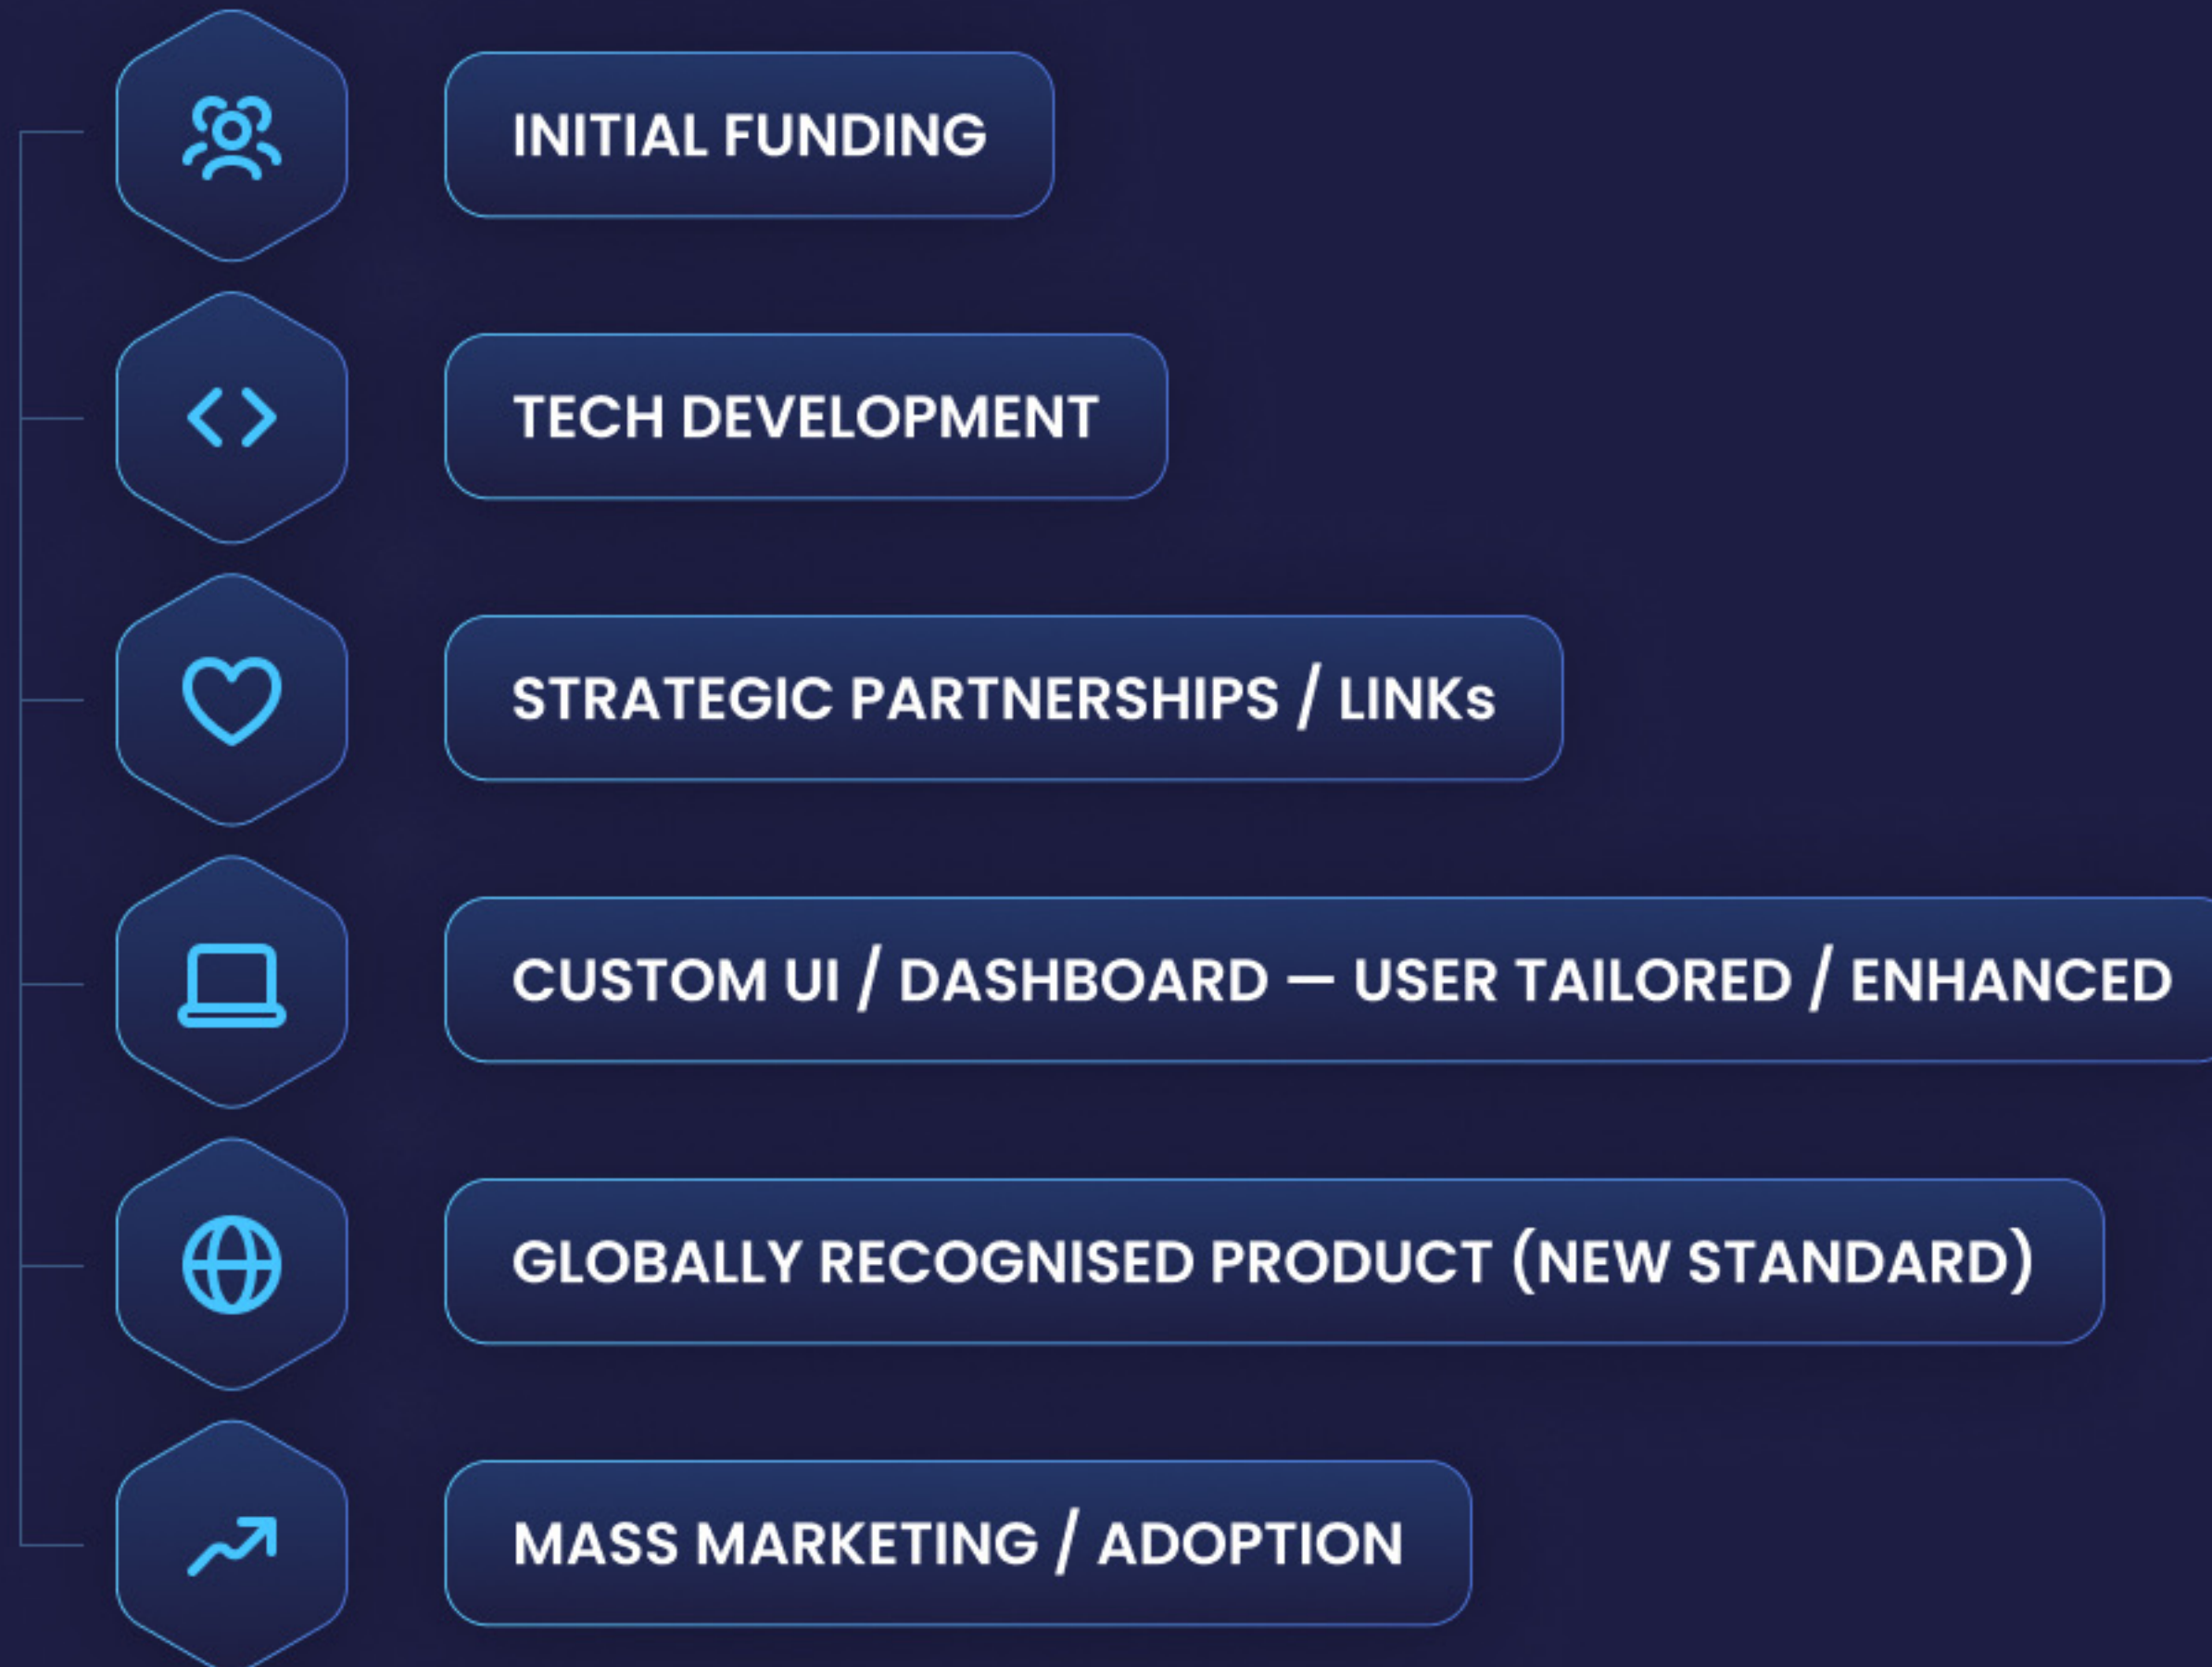 INITIAL FUNDING
TECH DEVELOPMENT
STRATEGIC PARTNERSHIPS / LINKs
CUSTOM UI / DASHBOARD — USER TAILORED / ENHANCED
GLOBALLY RECOGNISED PRODUCT (NEW STANDARD)
MASS MARKETING / ADOPTION